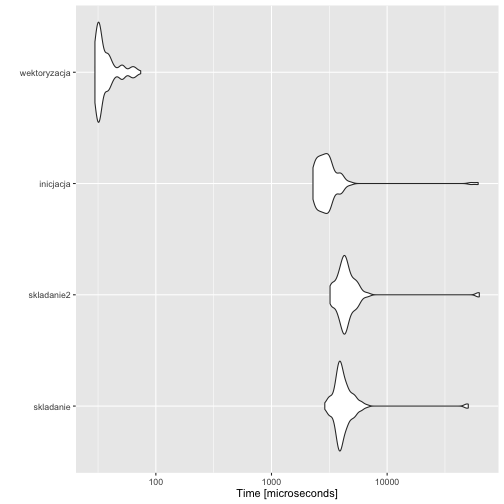 wektoryzacja
inicjacja
skladanie2
skladanie
100
1000
10000
Time [microseconds]